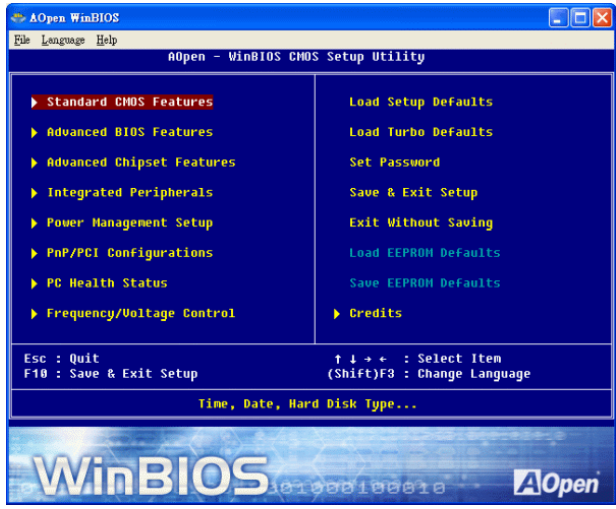 AOpen WinBIOS
File Language Help
AOpen - WinBIOS CMOS Setup Utility
Standard CMOS Features
Advanced BIOS Features
Advanced Chipset Features
Integrated Peripherals
Power Management Setup
PnP/PCI Configurations
PC Health Status
Frequency/Voltage Control
Load Setup Defaults
Load Turbo Defaults
Set Password
Save & Exit Setup
Exit Without Saving
Load EEPROM Defaults
Save EEPROM Defaults
Credits
Esc : Quit
F10 : Save & Exit Setup
↑ ↓ → ← : Select Item
(Shift)F3 : Change Language
Time, Date, Hard Disk Type...
WinBIOS
AOpen